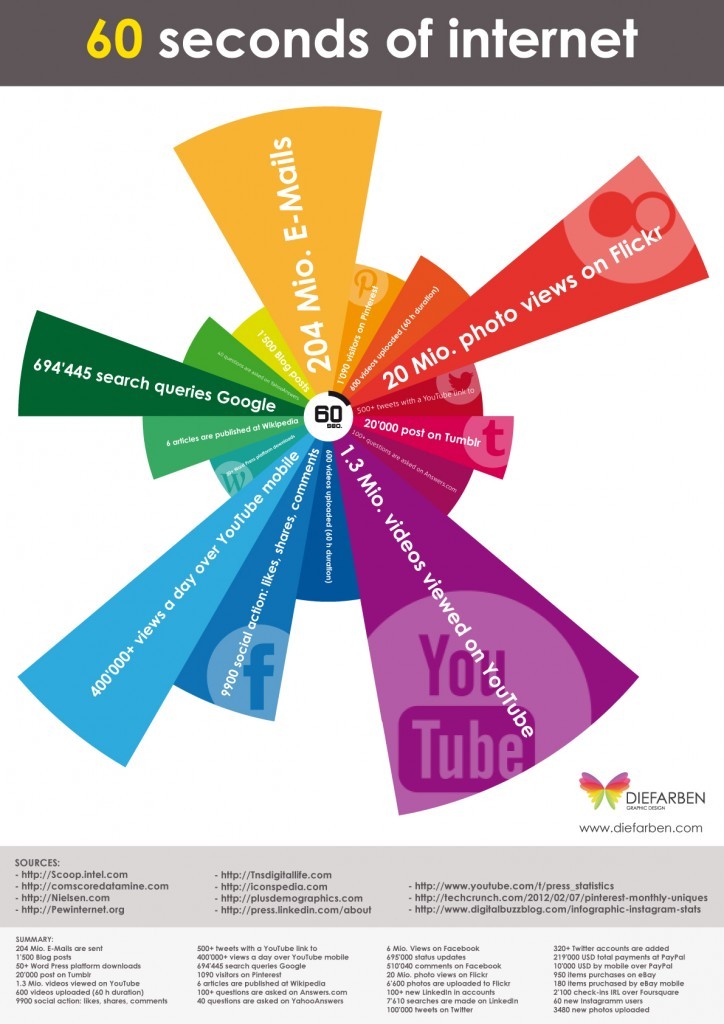 60 seconds of internet
204 Mio. E-Mails
1'090 visitors on Pinterest
600 videos uploaded (60 h duration)
20 Mio. photo views on Flickr
500+ tweets with a YouTube link to
20'000 post on Tumblr
t
100+ questions are asked on Answers.com
1.3 Mio. videos viewed on YouTube
You
Tube
600 videos uploaded (60 h duration)
9900 social action: likes, shares, comments
f
400'000+ views a day over YouTube mobile
50+ Word Press platform downloads
W
6 articles are published at Wikipedia
694'445 search queries Google
40 questions are asked on YahooAnswers
1'500 Blog posts
60
SEC.
DIEFARBEN
GRAPHIC DESIGN
www.diefarben.com
SOURCES:
- http://Scoop.intel.com
- http://comscoredatamine.com
- http://Nielsen.com
- http://Pewinternet.org
- http://Tnsdigitallife.com
- http://iconspedia.com
- http://plusdemographics.com
- http://press.linkedin.com/about
- http://www.youtube.com/t/press_statistics
- http://techcrunch.com/2012/02/07/pinterest-monthly-uniques
- http://www.digitalbuzzblog.com/infographic-instagram-stats
SUMMARY:
204 Mio. E-Mails are sent
1'500 Blog posts
50+ Word Press platform downloads
20'000 post on Tumblr
1.3 Mio. videos viewed on YouTube
600 videos uploaded (60 h duration)
9900 social action: likes, shares, comments
500+ tweets with a YouTube link to
400'000+ views a day over YouTube mobile
694'445 search queries Google
1090 visitors on Pinterest
6 articles are published at Wikipedia
100+ questions are asked on Answers.com
40 questions are asked on YahooAnswers
6 Mio. Views on Facebook
695'000 status updates
510'040 comments on Facebook
20 Mio. photo views on Flickr
6'600 photos are uploaded to Flickr
100+ new LinkedIn accounts
7'610 searches are made on LinkedIn
100'000 tweets on Twitter
320+ Twitter accounts are added
219'000 USD total payments at PayPal
10'000 USD by mobile over PayPal
950 items purchases on eBay
180 items pruchased by eBay mobile
2'100 check-ins IRL over Foursquare
60 new Instagramm users
3480 new photos uploaded